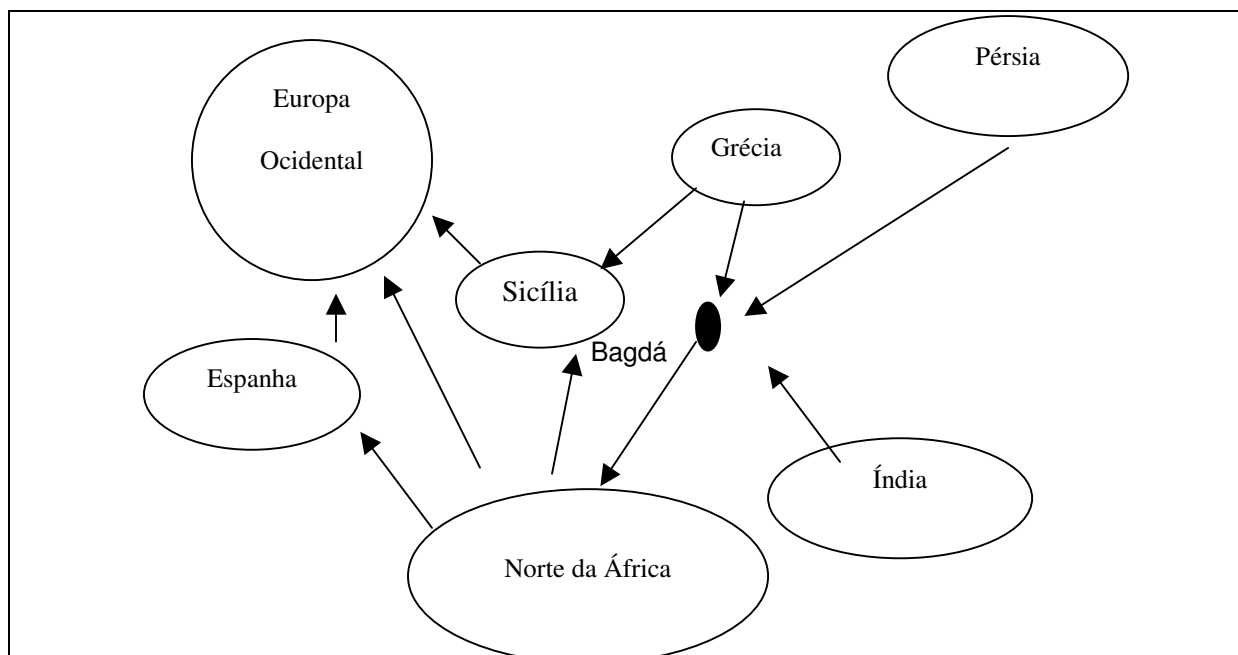 Pérsia
Europa
Ocidental
Grécia
Sicília
Bagdá
Espanha
Índia
Norte da África